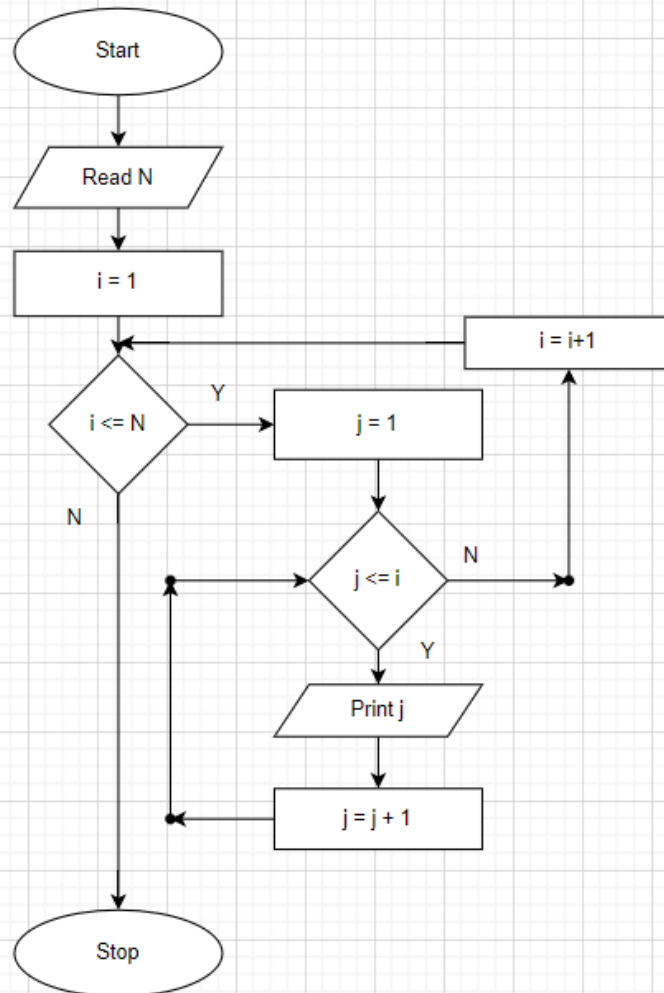 Start
Read N
i = 1
i = i+1
i <= N
Y
j = 1
N
j <= i
N
Y
Print j
j = j + 1
Stop